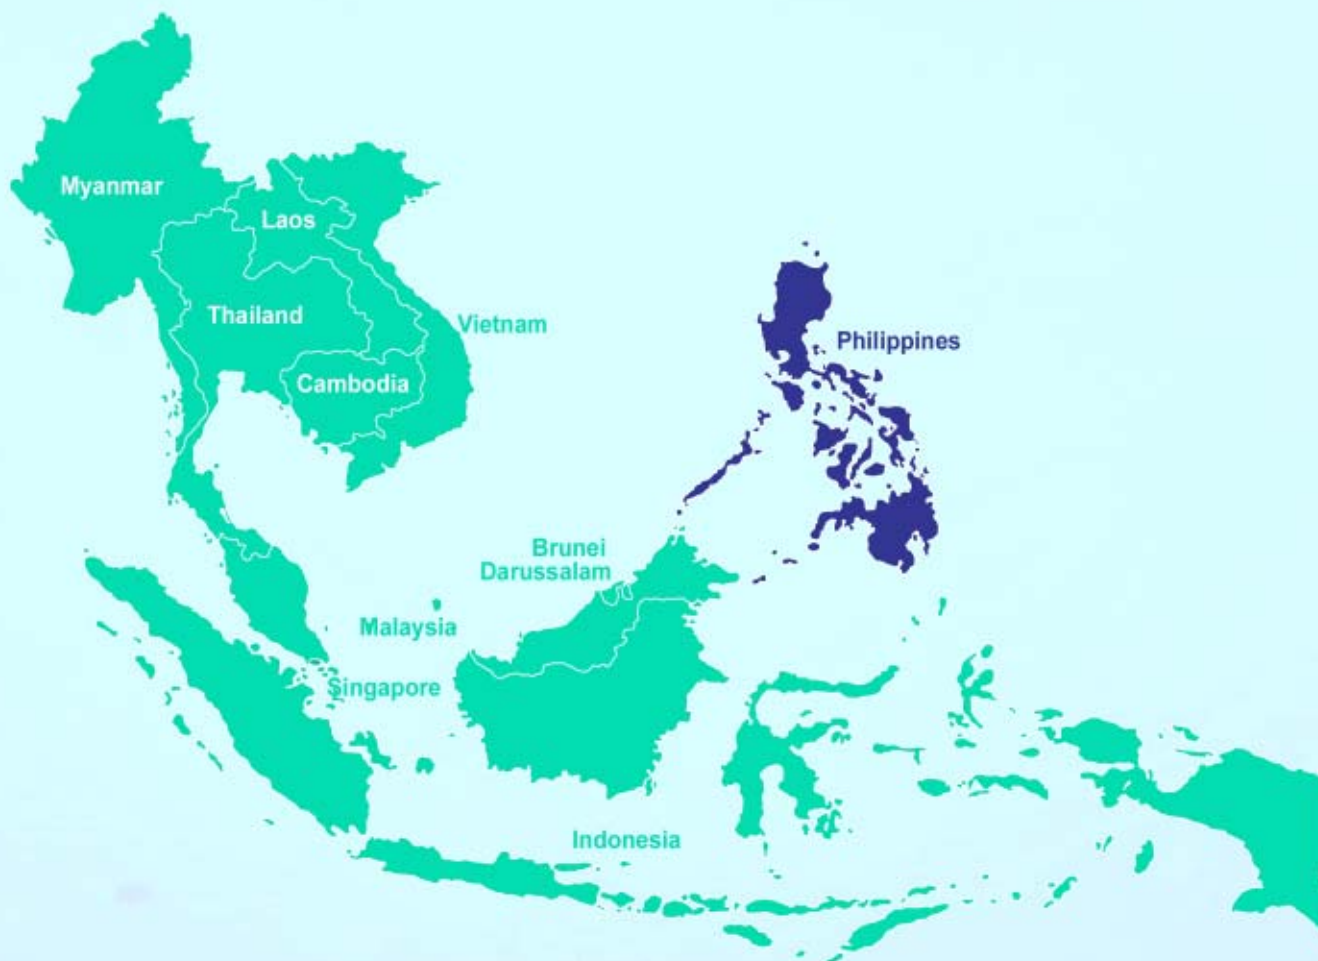 Myanmar
Laos
Thailand
Vietnam
Philippines
Cambodia
Brunei
Darussalam
Malaysia
Singapore
Indonesia